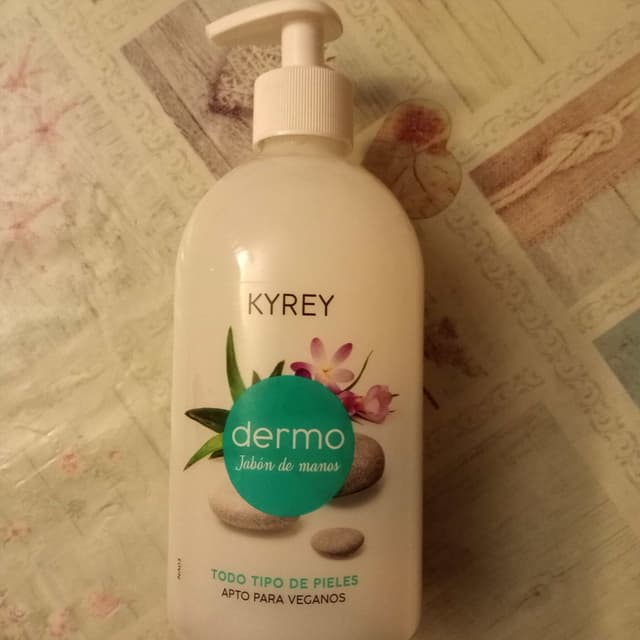 KYREY
dermo
Jabón de manos
TODO TIPO DE PIELES
APTO PARA VEGANOS